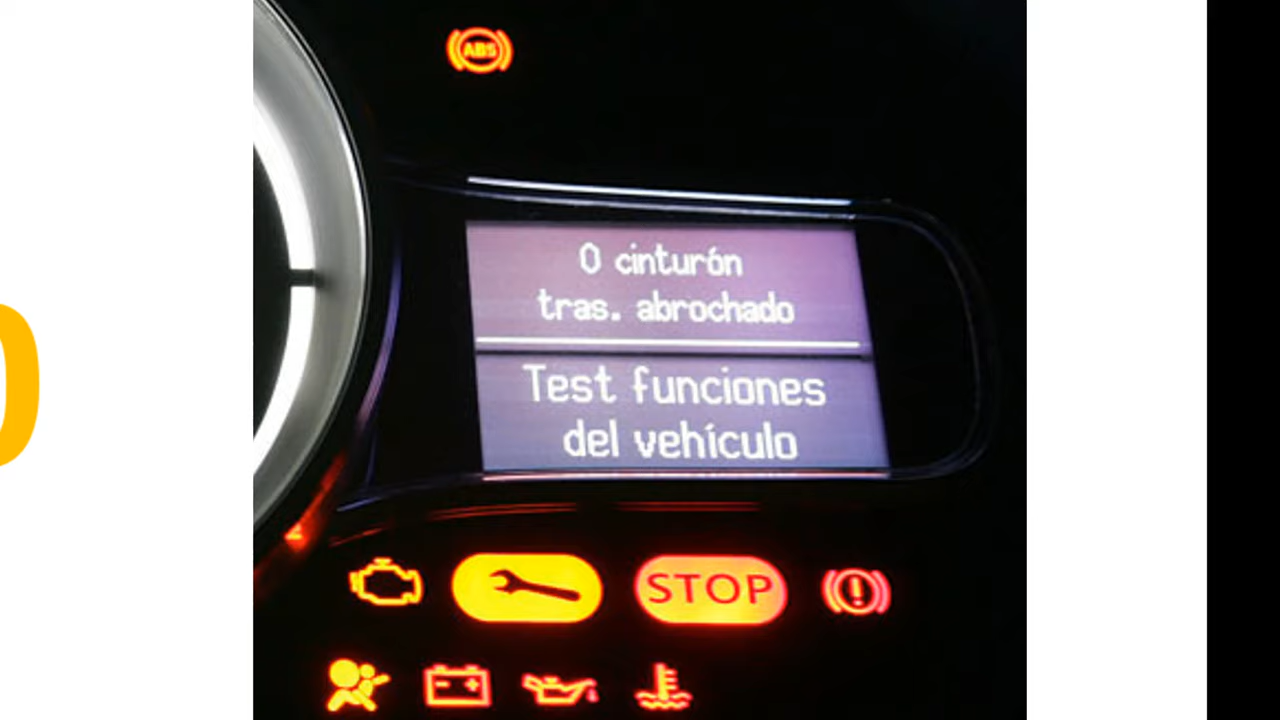 ABS
0 cinturón
tras. abrochado
Test funciones
del vehículo
STOP